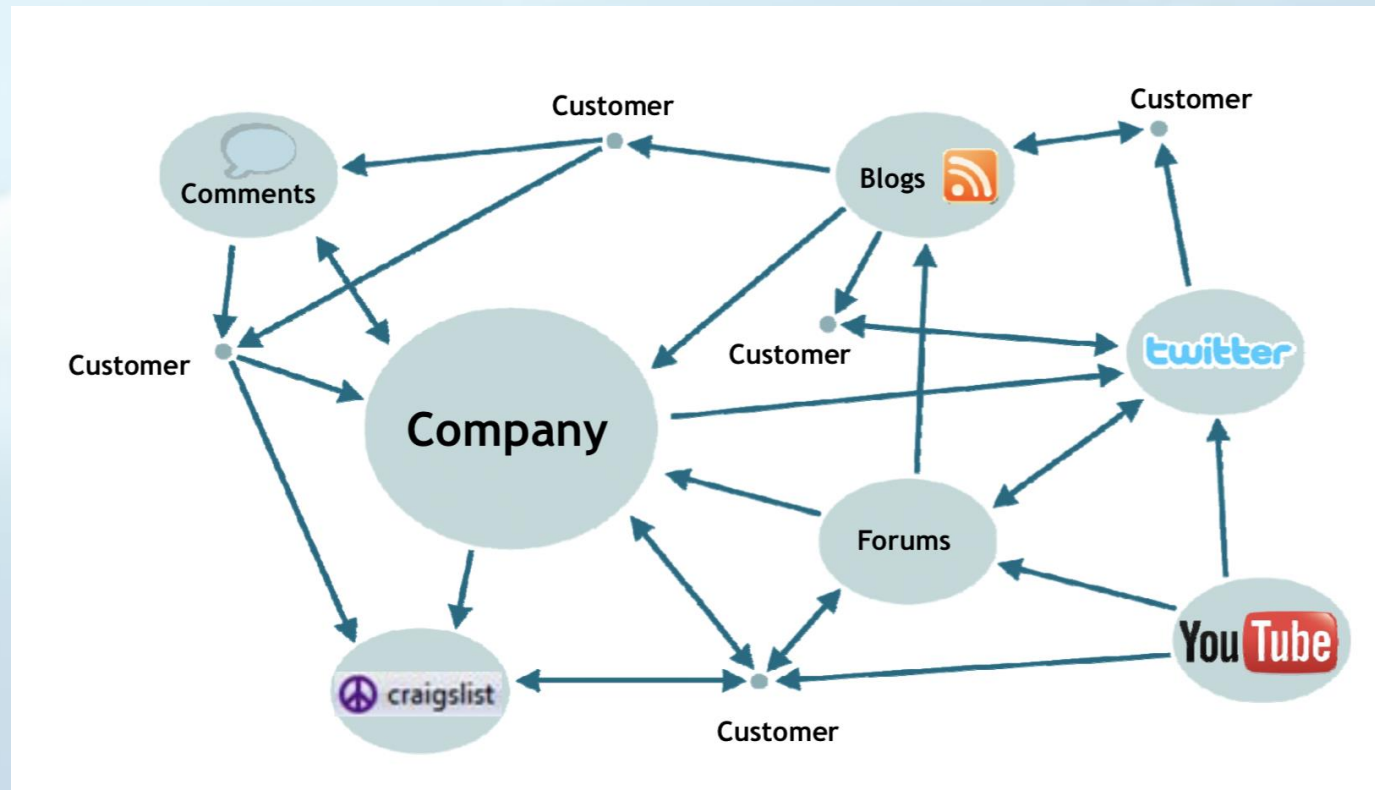 Customer
Customer
Comments
Blogs
Customer
Customer
twitter
Company
Forums
YouTube
craigslist
Customer